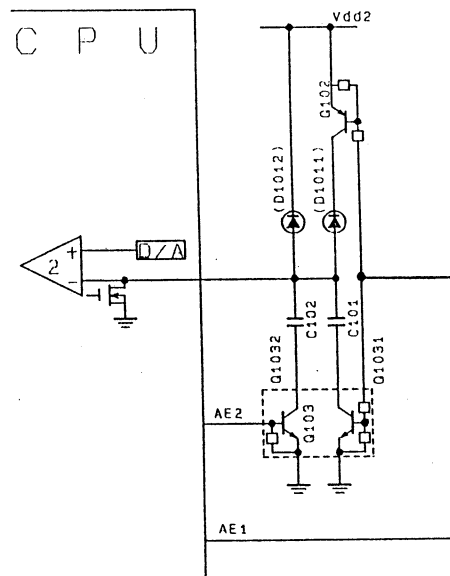 Vdd2
C P U
Q102
(D1012)
(D1011)
+
D/A
2
-
C102
C101
Q1032
Q1031
Q103
AE2
AE1